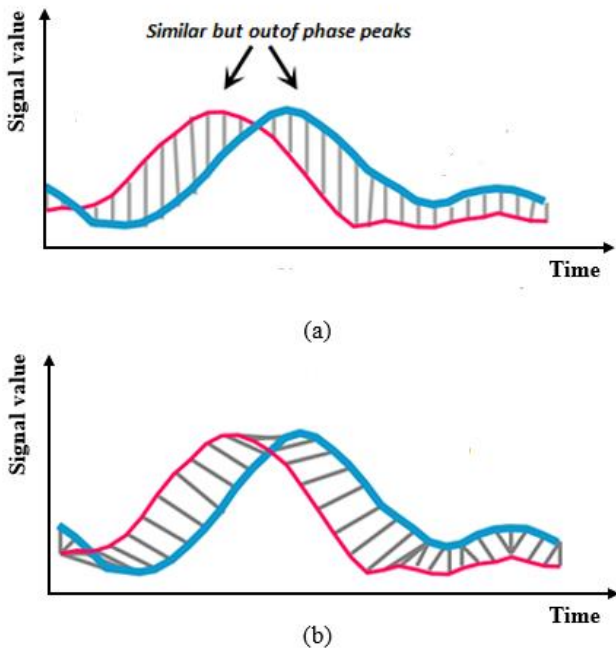 Similar but outof phase peaks
Signal value
Time
(a)
Signal value
Time
(b)